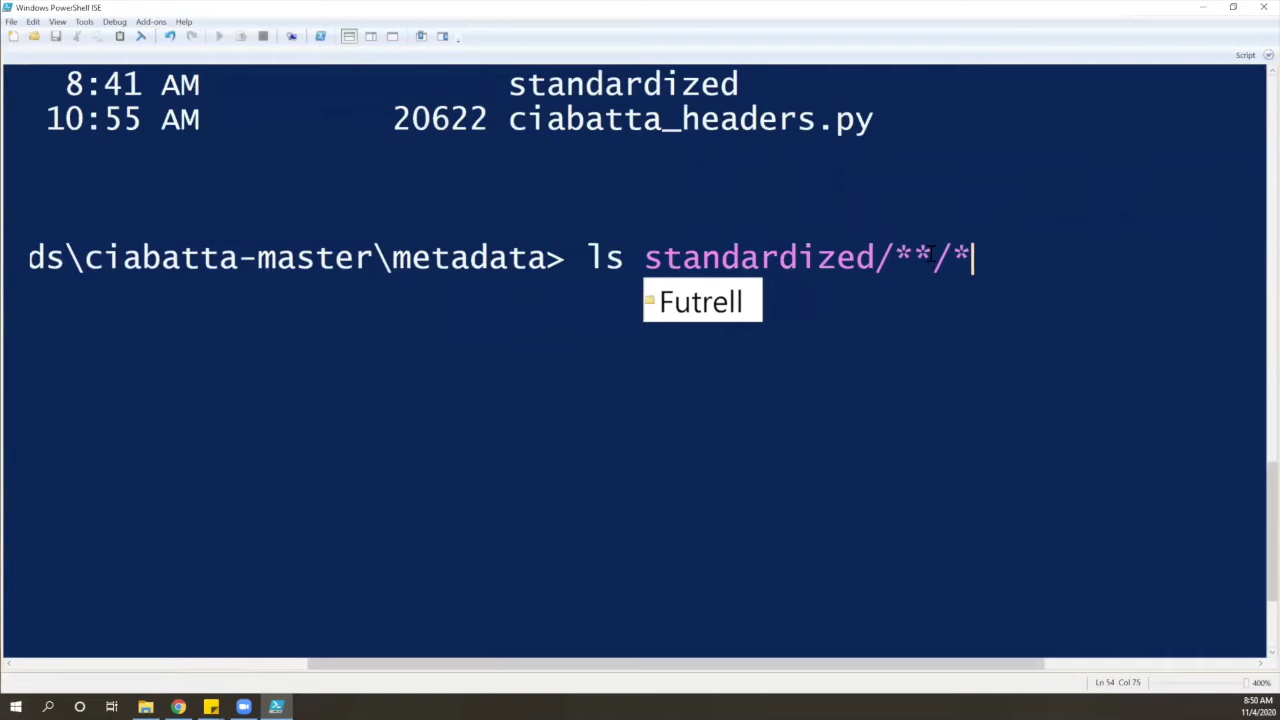 Windows PowerShell ISE
File Edit View Tools Debug Add-ons Help
Script
8:41 AM standardized
10:55 AM 20622 ciabatta_headers.py
ds\ciabatta-master\metadata> ls standardized/**/*
Futrell
Ln 54 Col 75
400%
8:50 AM
11/4/2020